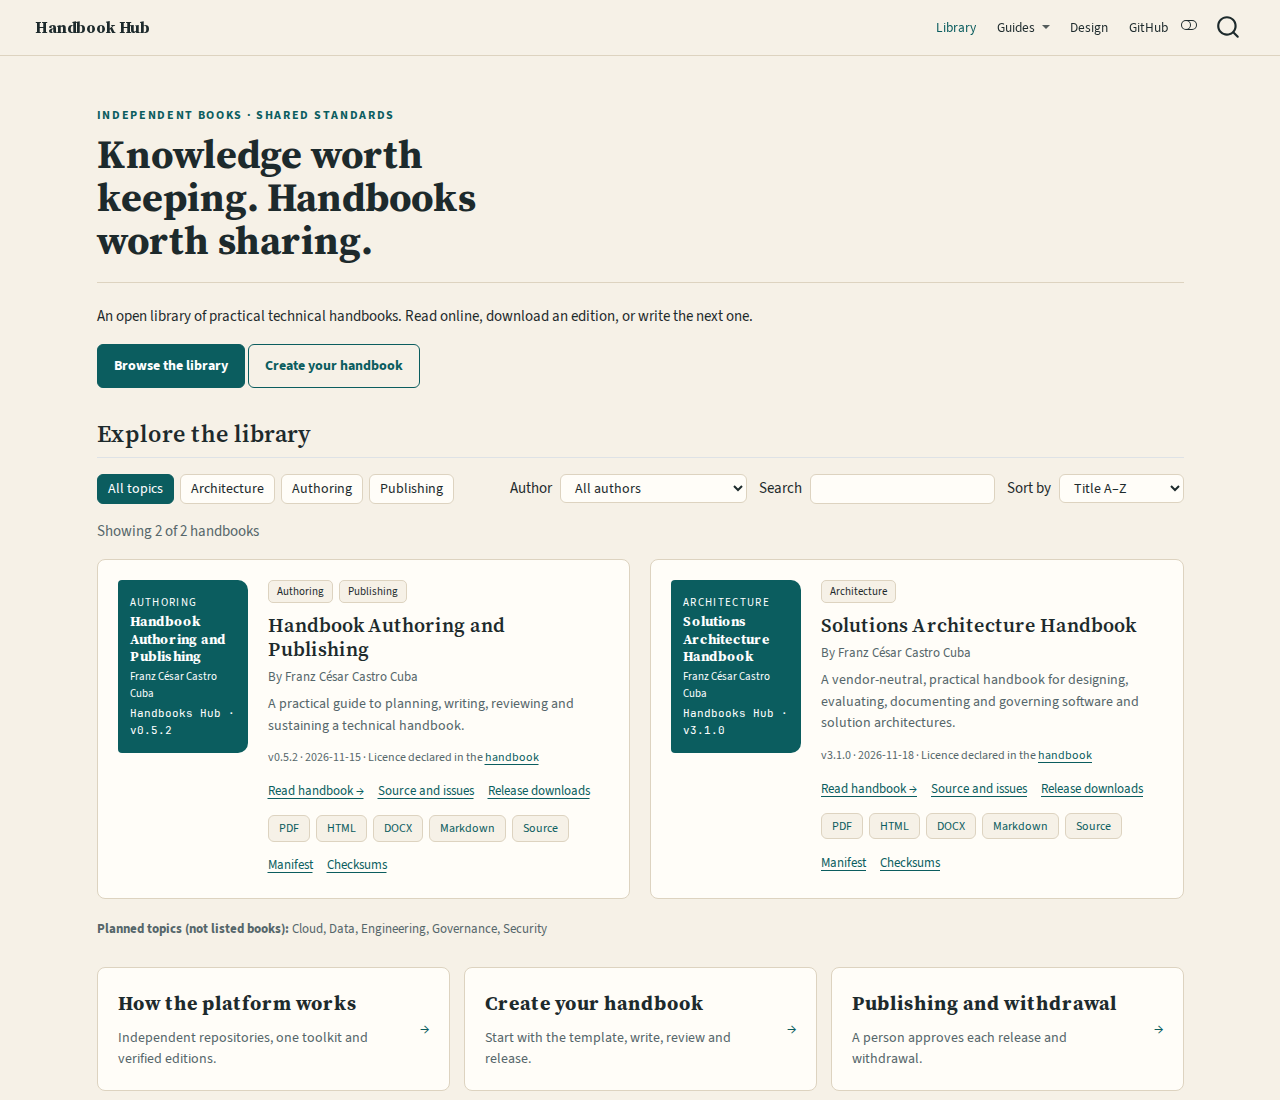 Handbook Hub
Library
Guides
Design
GitHub
INDEPENDENT BOOKS · SHARED STANDARDS
Knowledge worth
keeping. Handbooks
worth sharing.
An open library of practical technical handbooks. Read online, download an edition, or write the next one.
Browse the library
Create your handbook
Explore the library
All topics
Architecture
Authoring
Publishing
Author
All authors
Search
Sort by
Title A–Z
Showing 2 of 2 handbooks
AUTHORING
Handbook
Authoring and
Publishing
Franz César Castro
Cuba
Handbooks Hub ·
v0.5.2
Authoring
Publishing
Handbook Authoring and
Publishing
By Franz César Castro Cuba
A practical guide to planning, writing, reviewing and
sustaining a technical handbook.
v0.5.2 · 2026-11-15 · Licence declared in the handbook
Read handbook →
Source and issues
Release downloads
PDF
HTML
DOCX
Markdown
Source
Manifest
Checksums
ARCHITECTURE
Solutions
Architecture
Handbook
Franz César Castro
Cuba
Handbooks Hub ·
v3.1.0
Architecture
Solutions Architecture Handbook
By Franz César Castro Cuba
A vendor-neutral, practical handbook for designing,
evaluating, documenting and governing software and
solution architectures.
v3.1.0 · 2026-11-18 · Licence declared in the handbook
Read handbook →
Source and issues
Release downloads
PDF
HTML
DOCX
Markdown
Source
Manifest
Checksums
Planned topics (not listed books): Cloud, Data, Engineering, Governance, Security
How the platform works
Independent repositories, one toolkit and
verified editions.
→
Create your handbook
Start with the template, write, review and
release.
→
Publishing and withdrawal
A person approves each release and
withdrawal.
→